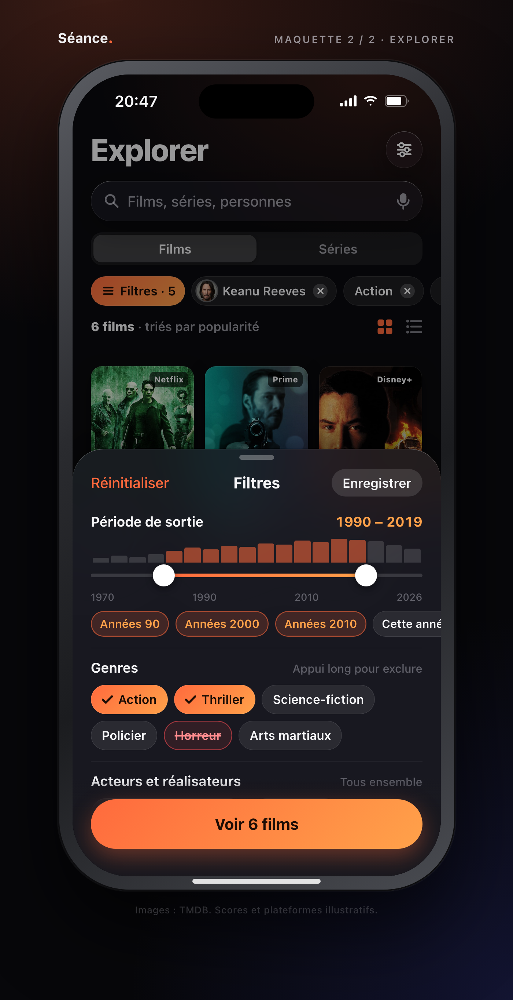 Séance.
MAQUETTE 2 / 2 · EXPLORER
20:47
Explorer
Films, séries, personnes
Films Séries
Filtres · 5 Keanu Reeves Action
6 films · triés par popularité
Netflix Prime Disney+
Réinitialiser Filtres Enregistrer
Période de sortie 1990 – 2019
1970 1990 2010 2026
Années 90 Années 2000 Années 2010 Cette anné
Genres Appui long pour exclure
Action Thriller Science-fiction
Policier Horreur Arts martiaux
Acteurs et réalisateurs Tous ensemble
Voir 6 films
Images : TMDB. Scores et plateformes illustratifs.